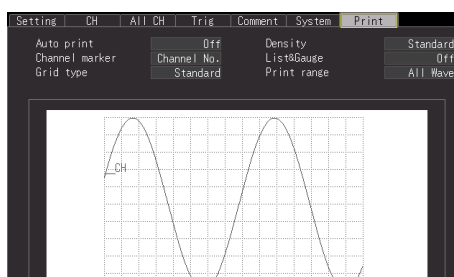 Setting CH All CH Trig Comment System Print
Auto print Off Density Standard
Channel marker Channel No. List&Gauge Off
Grid type Standard Print range All Wave
CH